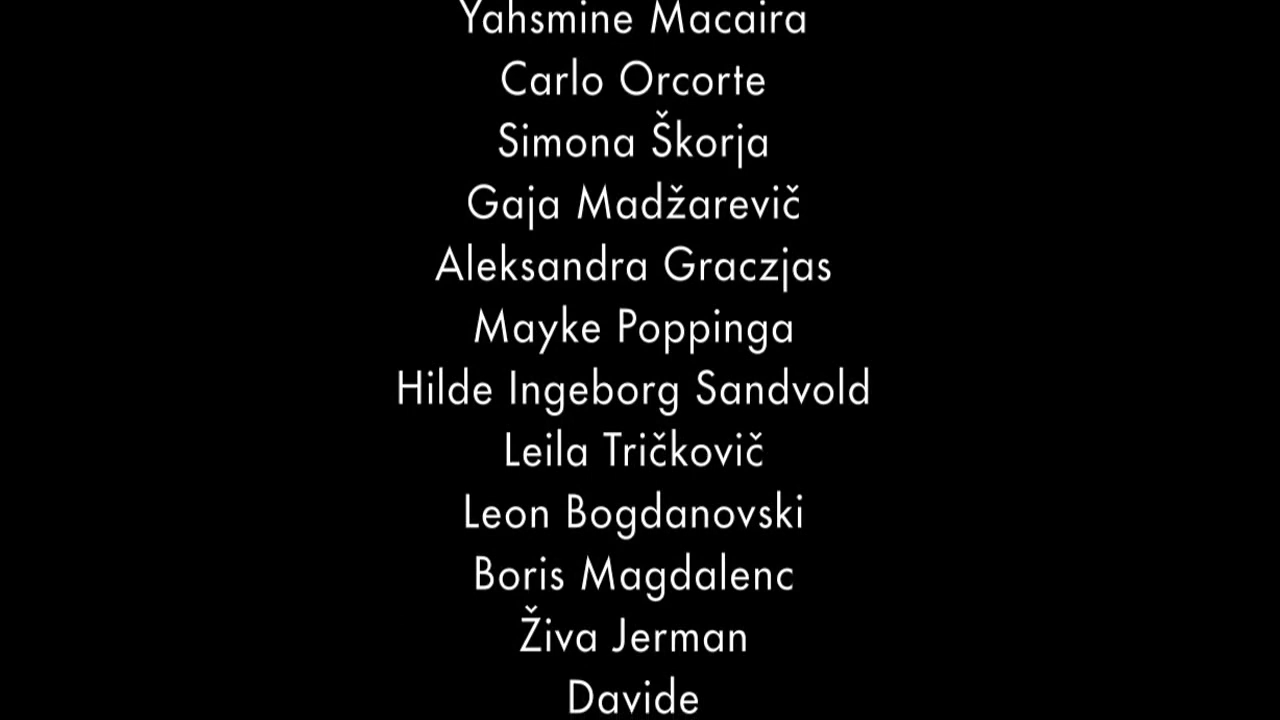 Yahsmine Macaira
Carlo Orcorte
Simona Škorja
Gaja Madžarevič
Aleksandra Graczjas
Mayke Poppinga
Hilde Ingeborg Sandvold
Leila Tričkovič
Leon Bogdanovski
Boris Magdalenc
Živa Jerman
Davide